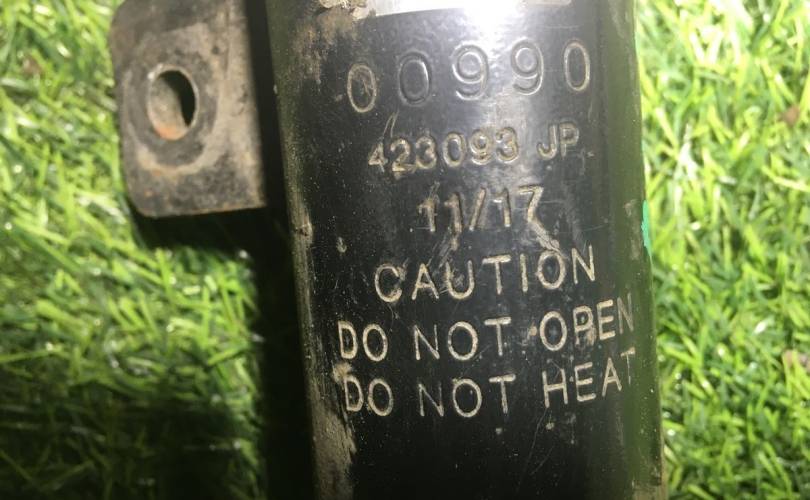 00990
423093 JP
11/17
CAUTION
DO NOT OPEN
DO NOT HEAT